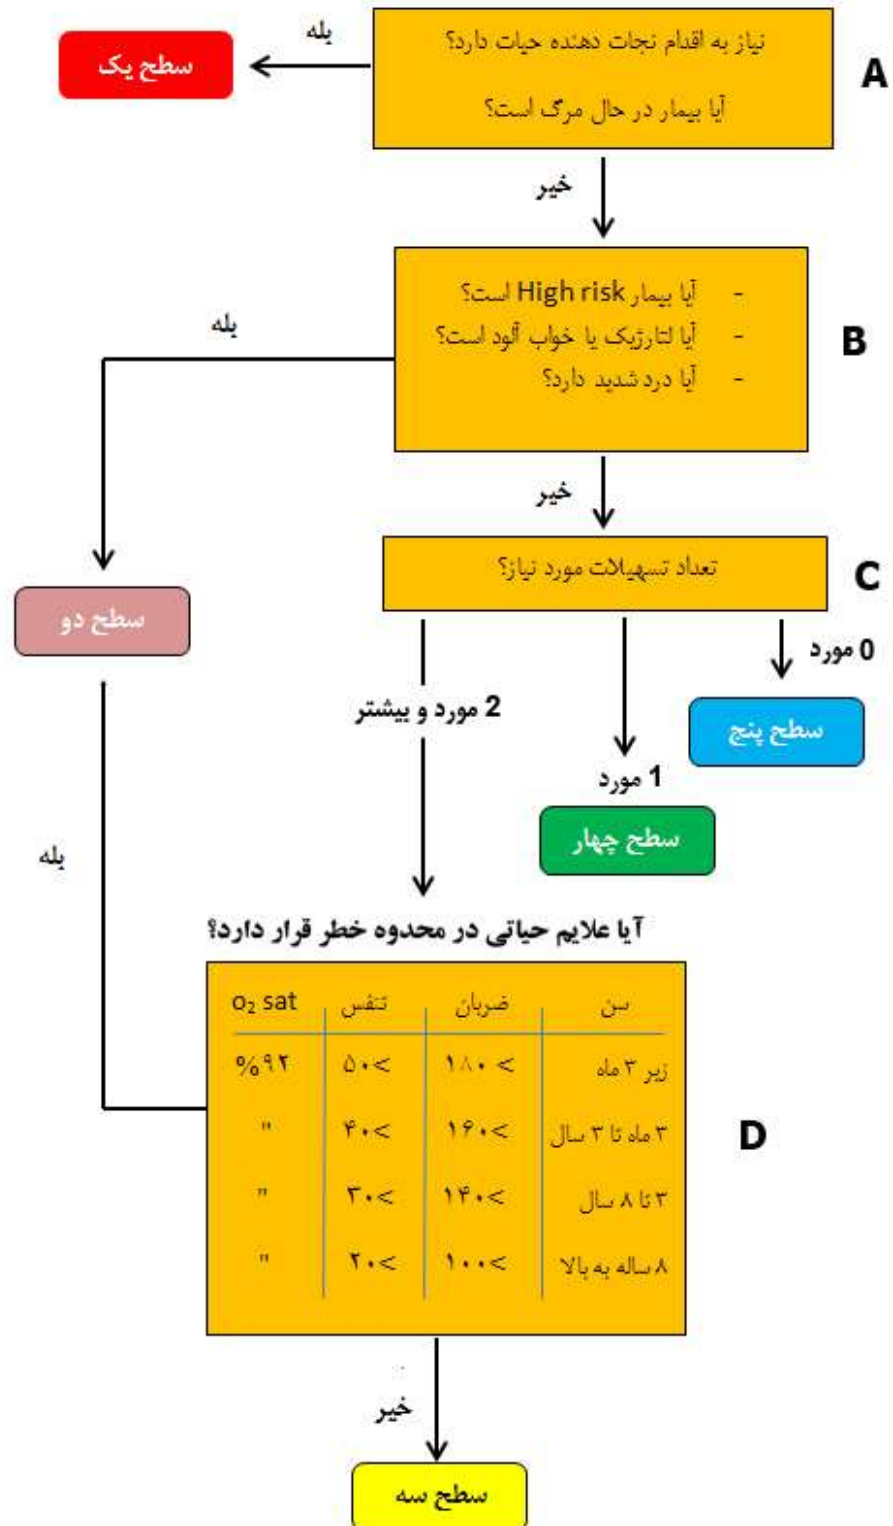 نیاز به اقدام نجات دهنده حیات دارد؟
آیا بیمار در حال مرگ است؟
A
بله
سطح یک
خیر
- آیا بیمار High risk است؟
- آیا لتارژیک یا خواب آلود است؟
- آیا درد شدید دارد؟
B
بله
سطح دو
خیر
تعداد تسهیلات مورد نیاز؟
C
0 مورد
سطح پنج
1 مورد
سطح چهار
2 مورد و بیشتر
بله
آیا علایم حیاتی در محدوده خطر قرار دارد؟
سن ضربان تنفس o₂ sat
زیر ۳ ماه >۱۸۰ < >۵۰< %۹۲
۳ ماه تا ۳ سال >۱۶۰< >۴۰< "
۳ تا ۸ سال >۱۴۰< >۳۰< "
۸ ساله به بالا >۱۰۰< >۲۰< "
D
خیر
سطح سه